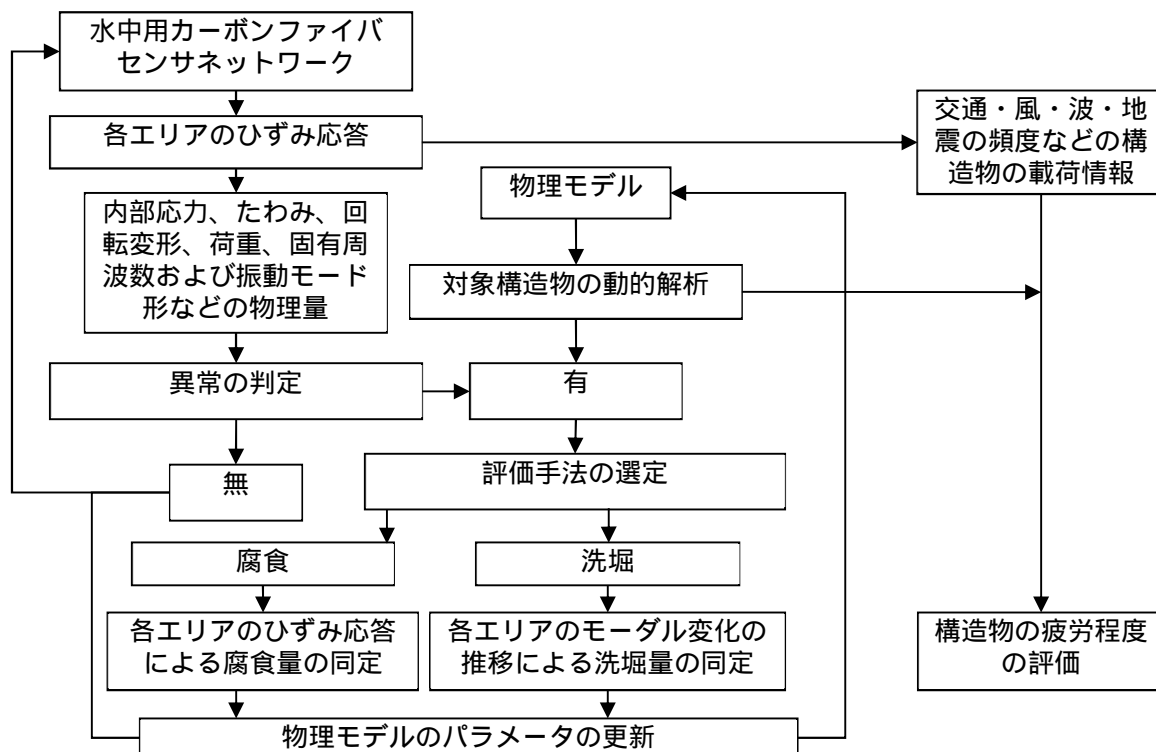 水中用カーボンファイバ
センサネットワーク
各エリアのひずみ応答
交通・風・波・地
震の頻度などの構
造物の載荷情報
物理モデル
内部応力、たわみ、回
転変形、荷重、固有周
波数および振動モード
形などの物理量
対象構造物の動的解析
異常の判定
有
無
評価手法の選定
腐食
洗堀
各エリアのひずみ応答
による腐食量の同定
各エリアのモーダル変化の
推移による洗堀量の同定
構造物の疲労程度
の評価
物理モデルのパラメータの更新